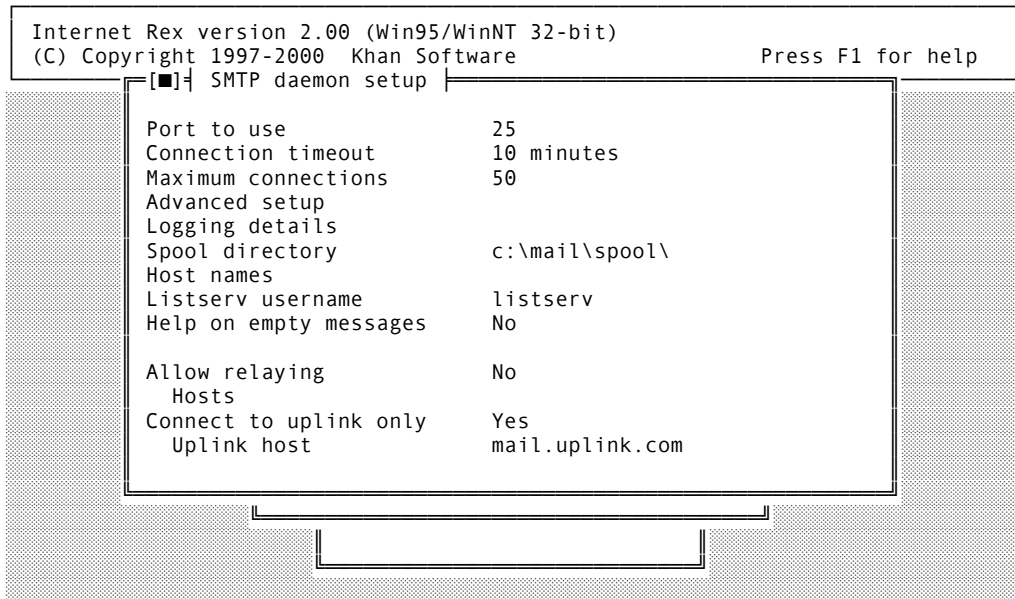 Internet Rex version 2.00 (Win95/WinNT 32-bit)
(C) Copyright 1997-2000 Khan Software Press F1 for help
[■] SMTP daemon setup
Port to use 25
Connection timeout 10 minutes
Maximum connections 50
Advanced setup
Logging details
Spool directory c:\mail\spool\
Host names
Listserv username listserv
Help on empty messages No
Allow relaying No
Hosts
Connect to uplink only Yes
Uplink host mail.uplink.com